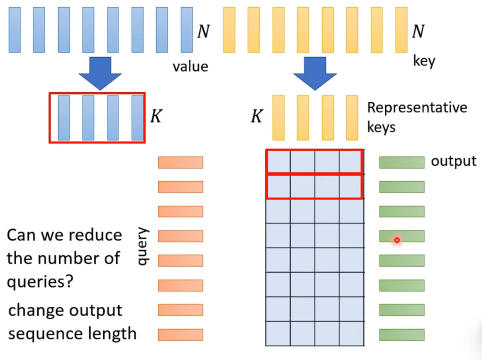 N
value
N
key
K
K
Representative
keys
output
query
Can we reduce
the number of
queries?
change output
sequence length